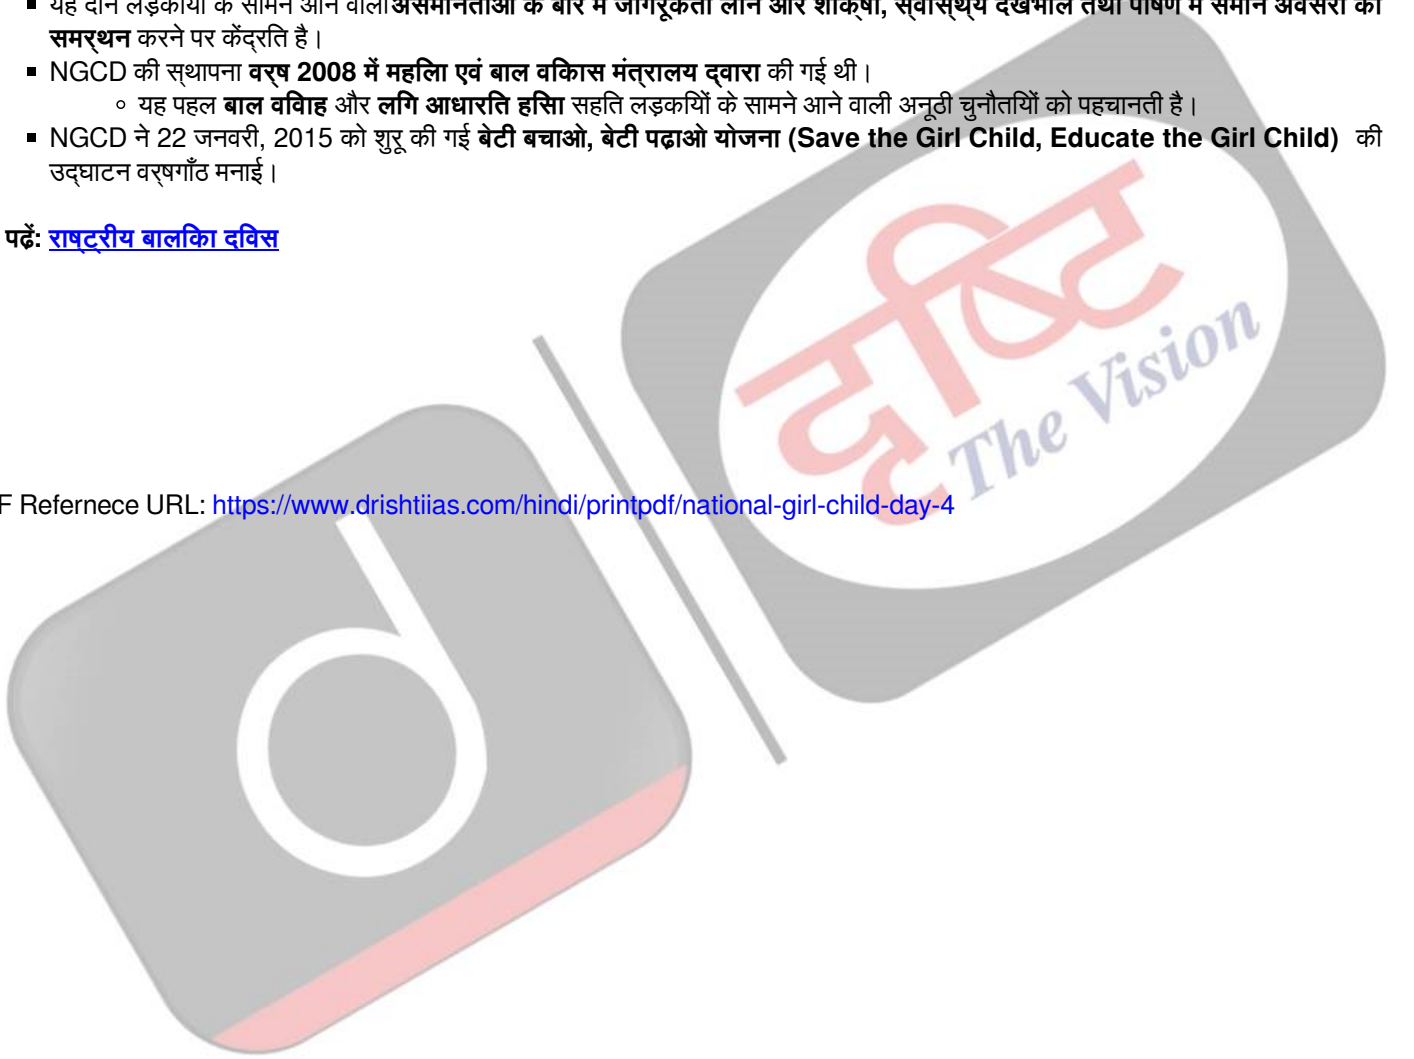 यह दिन लड़कियों के सामने आने वाली असमानताओं के बारे में जागरूकता लाने और शिक्षा, स्वास्थ्य देखभाल तथा पोषण में समान अवसरों का
समर्थन करने पर केंद्रित है।
NGCD की स्थापना वर्ष 2008 में महिला एवं बाल विकास मंत्रालय द्वारा की गई थी।
यह पहल बाल विवाह और लिंग आधारित हिंसा सहित लड़कियों के सामने आने वाली अनूठी चुनौतियों को पहचानती है।
NGCD ने 22 जनवरी, 2015 को शुरू की गई बेटी बचाओ, बेटी पढ़ाओ योजना (Save the Girl Child, Educate the Girl Child) की
उद्घाटन वर्षगाँठ मनाई।
पढ़ें: राष्ट्रीय बालिका दिवस
दृष्टि
The Vision
F Refernece URL: https://www.drishtiias.com/hindi/printpdf/national-girl-child-day-4
d